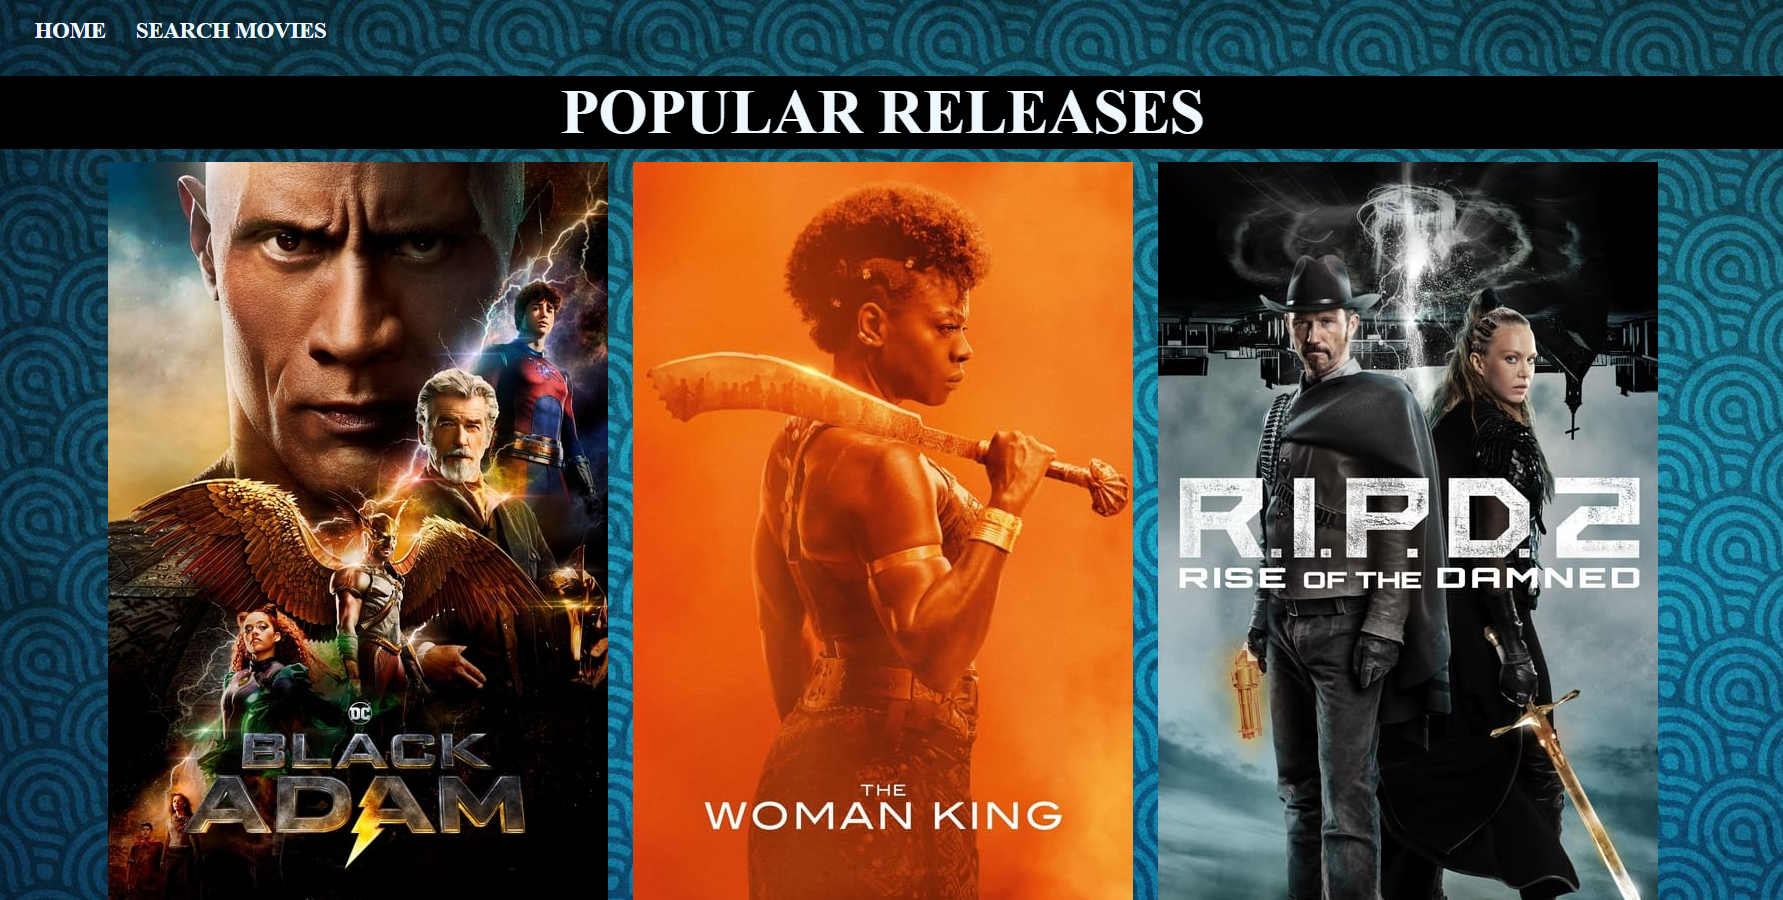 HOME SEARCH MOVIES
POPULAR RELEASES
DC
BLACK
ADAM
THE
WOMAN KING
R.I.P.D.2
RISE OF THE DAMNED